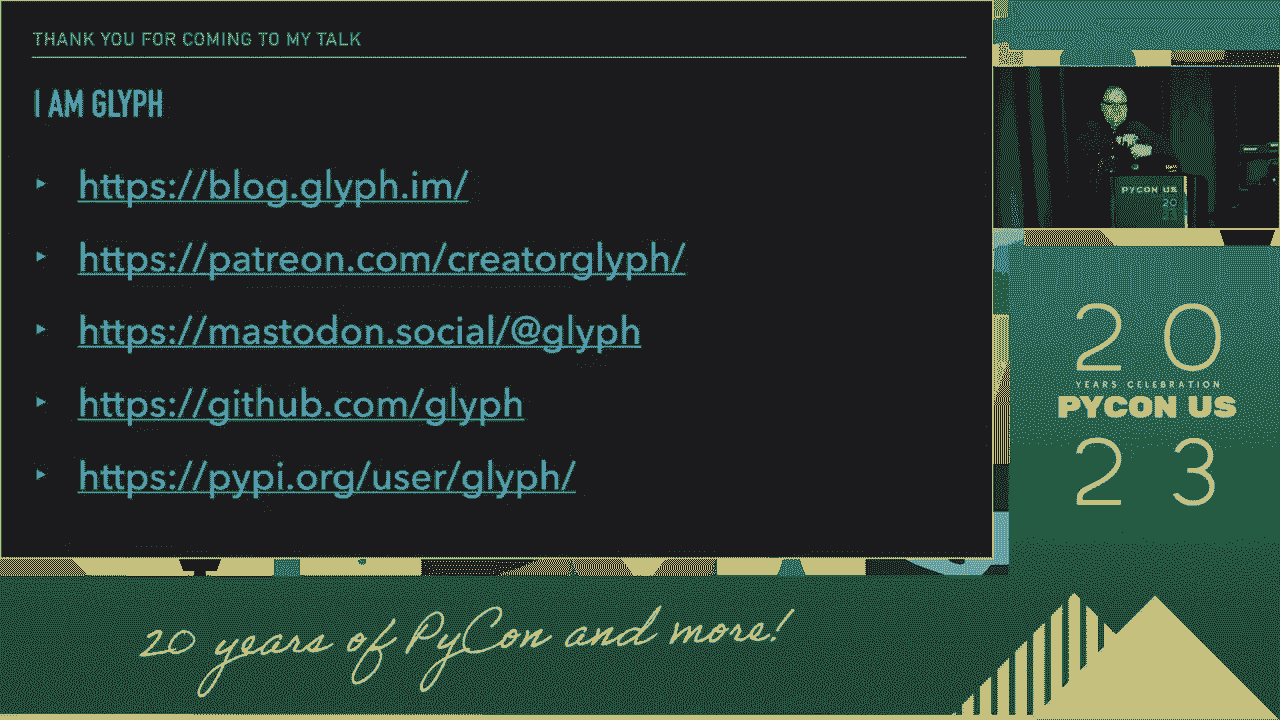 THANK YOU FOR COMING TO MY TALK
I AM GLYPH
https://blog.glyph.im/
https://patreon.com/creatorglyph/
https://mastodon.social/@glyph
https://github.com/glyph
https://pypi.org/user/glyph/
PYCON US
20
23
20
YEARS CELEBRATION
PYCON US
23
20 years of PyCon and more!